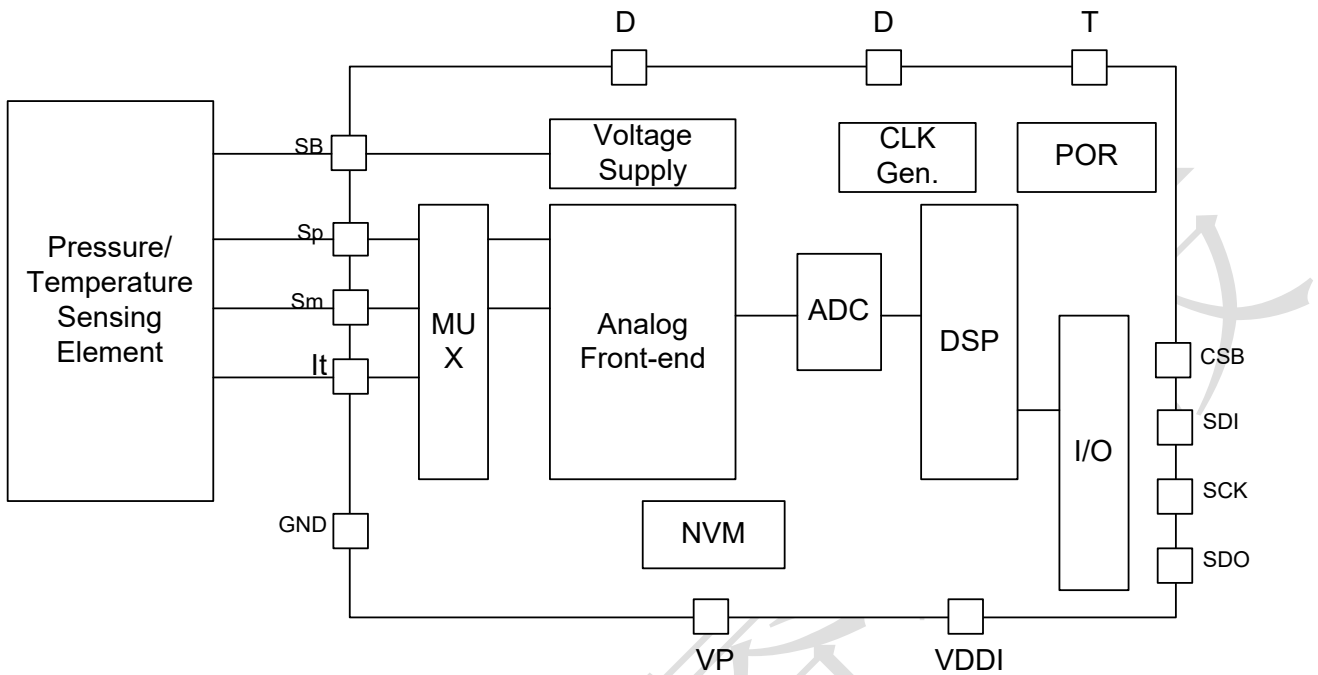 D
D
T
SB
Voltage
Supply
CLK
Gen.
POR
Pressure/
Temperature
Sensing
Element
Sp
Sm
It
MU
X
Analog
Front-end
ADC
DSP
I/O
CSB
SDI
SCK
SDO
GND
NVM
VP
VDDI